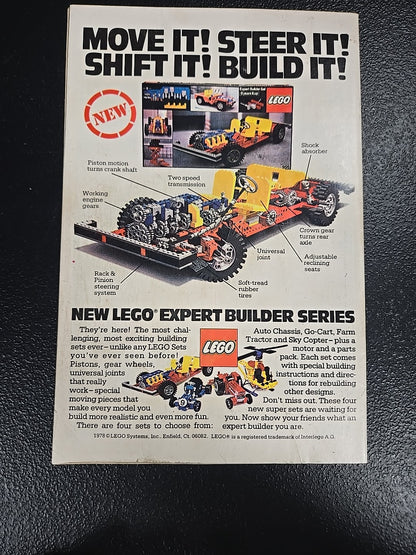 MOVE IT! STEER IT!
SHIFT IT! BUILD IT!
NEW
Expert Builder Set
LEGO
Shock
absorber
Piston motion
turns crank shaft
Two speed
transmission
Working
engine
gears
Crown gear
turns rear
axle
Universal
joint
Adjustable
reclining
seats
Rack &
Pinion
steering
system
Soft-tread
rubber
tires
NEW LEGO® EXPERT BUILDER SERIES
They're here! The most chal-
lenging, most exciting building
sets ever–unlike any LEGO Sets
you've ever seen before!
Pistons, gear wheels,
universal joints
that really
work–special
moving pieces that
make every model you
build more realistic and even more fun.
There are four sets to choose from:
LEGO
Auto Chassis, Go-Cart, Farm
Tractor and Sky Copter–plus a
motor and a parts
pack. Each set comes
with special building
instructions and direc-
tions for rebuilding
other designs.
Don't miss out. These four
new super sets are waiting for
you. Now show your friends what an
expert builder you are.
1978 © LEGO Systems, Inc., Enfield, Ct. 06082. LEGO® is a registered trademark of Interlego A.G.